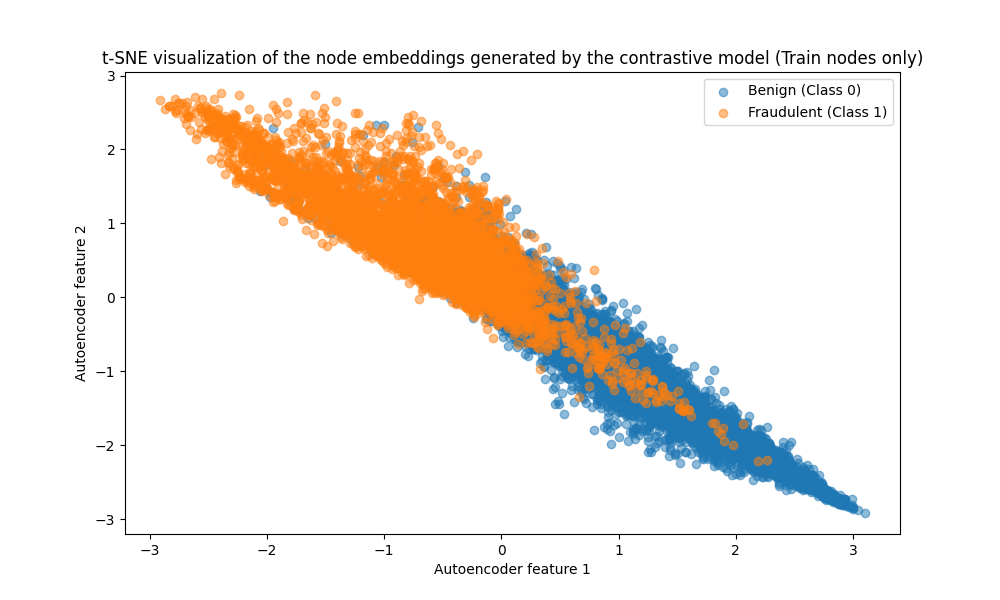 t-SNE visualization of the node embeddings generated by the contrastive model (Train nodes only)
Benign (Class 0)
Fraudulent (Class 1)
3
2
1
0
−1
−2
−3
Autoencoder feature 2
−3 −2 −1 0 1 2 3
Autoencoder feature 1